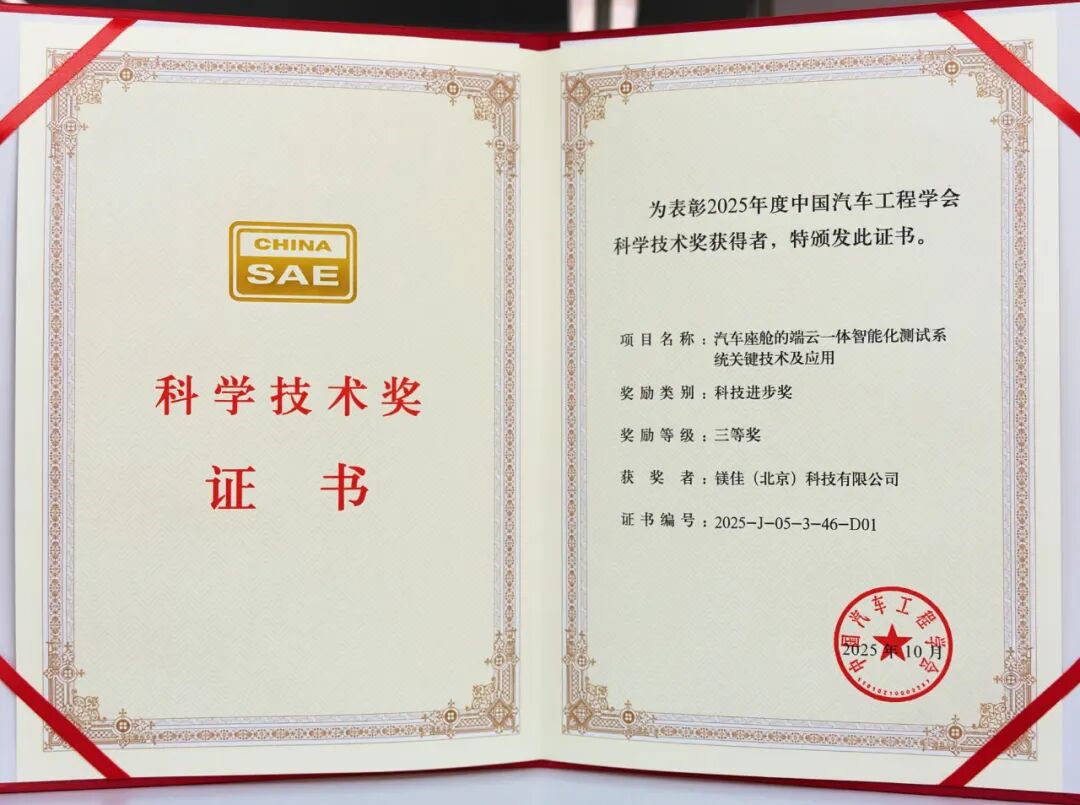 CHINA
SAE
科学技术奖
证书
为表彰2025年度中国汽车工程学会
科学技术奖获得者，特颁发此证书。
项目名称：汽车座舱的端云一体智能化测试系
统关键技术及应用
奖励类别：科技进步奖
奖励等级：三等奖
获奖者：镁佳（北京）科技有限公司
证书编号：2025-J-05-3-46-D01
中国汽车工程学会
2025年10月